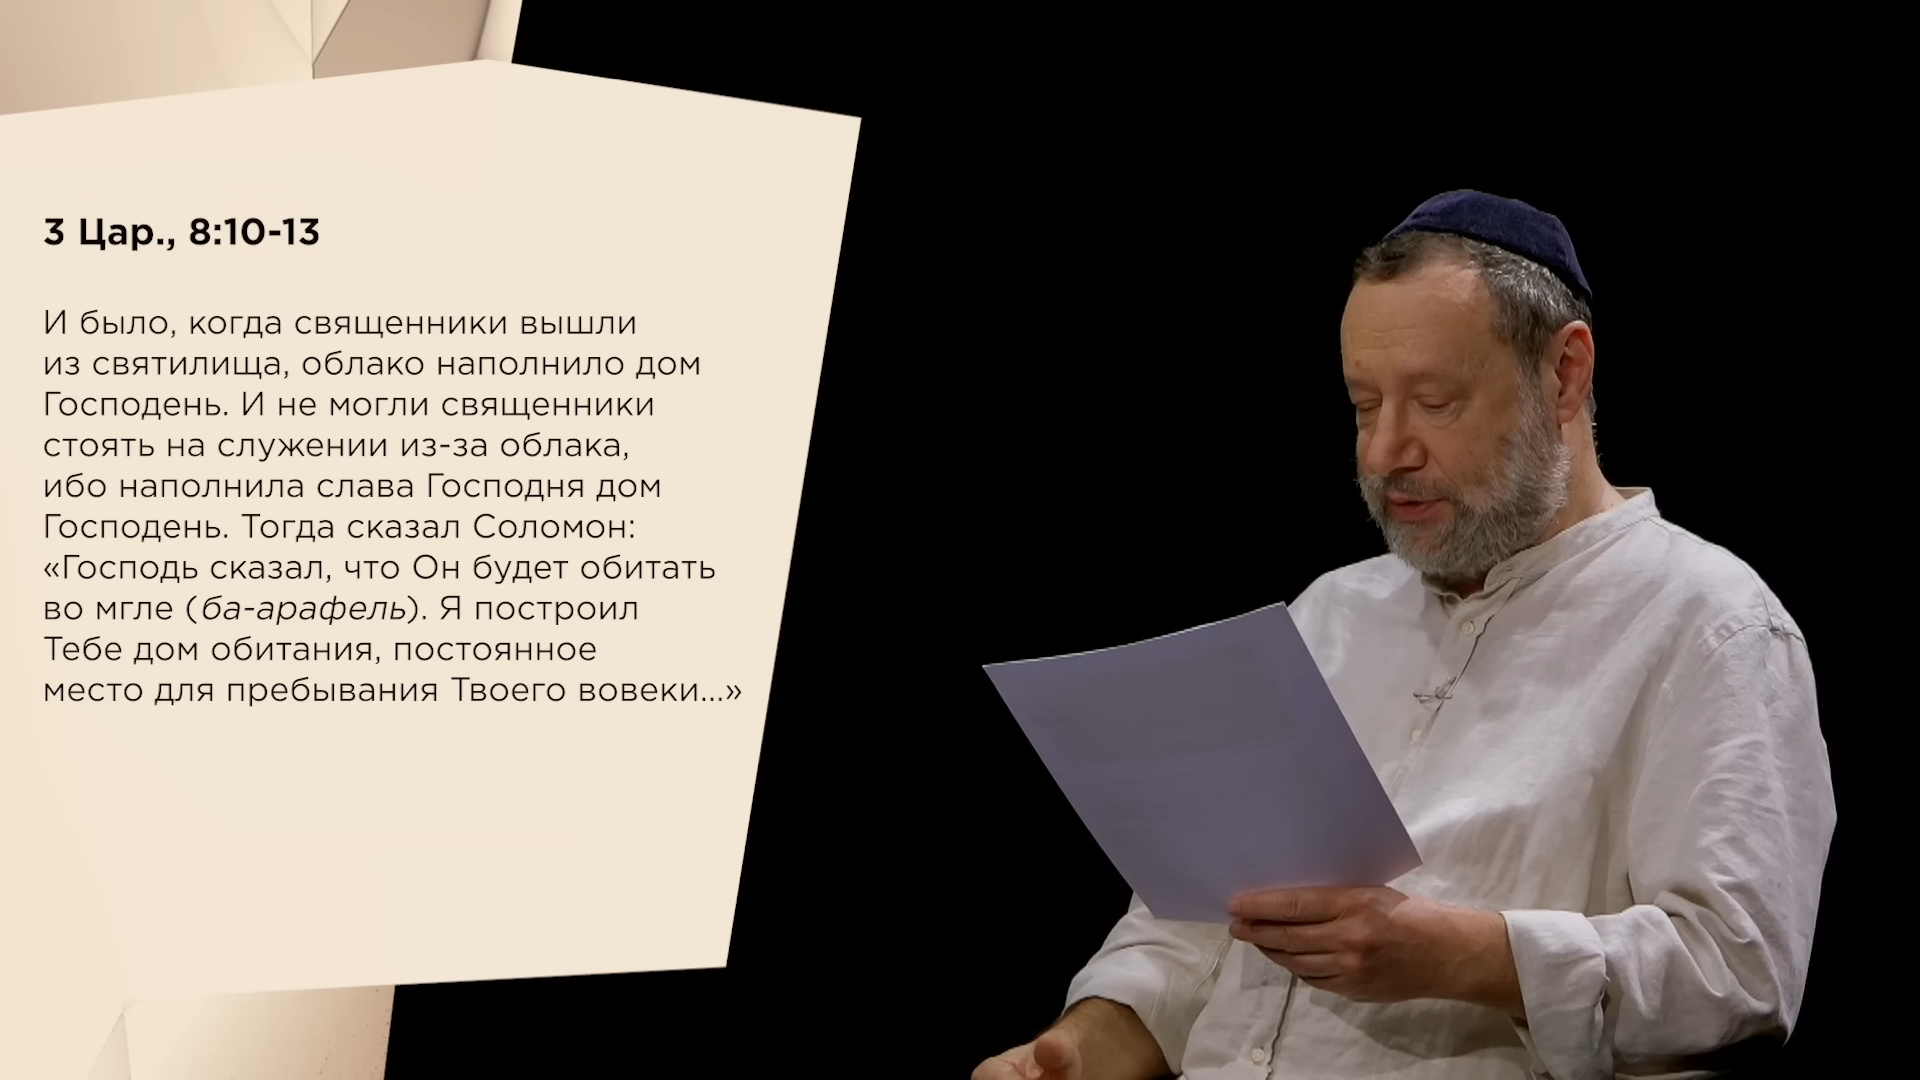 3 Цар., 8:10-13
И было, когда священники вышли
из святилища, облако наполнило дом
Господень. И не могли священники
стоять на служении из-за облака,
ибо наполнила слава Господня дом
Господень. Тогда сказал Соломон:
«Господь сказал, что Он будет обитать
во мгле (ба-арафель). Я построил
Тебе дом обитания, постоянное
место для пребывания Твоего вовеки...»